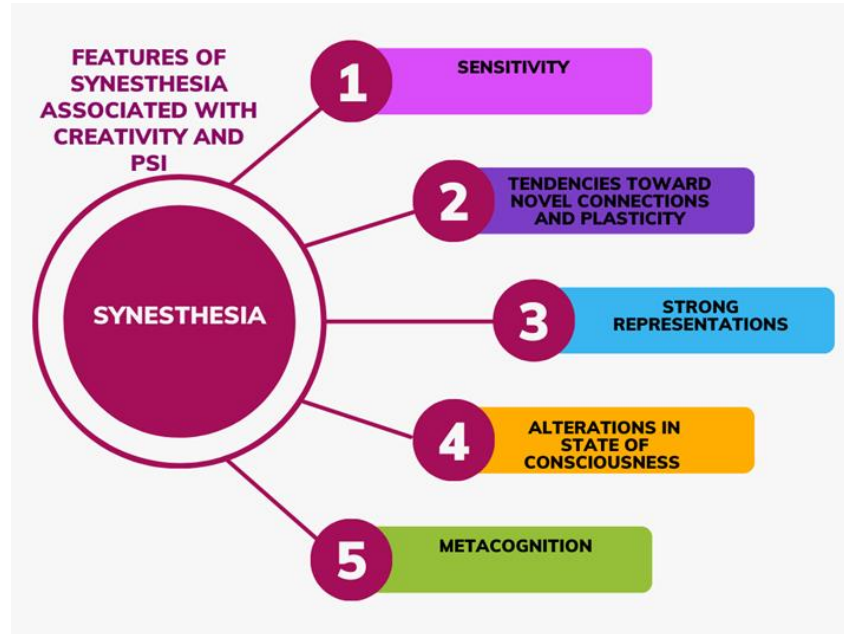 FEATURES OF
SYNESTHESIA
ASSOCIATED WITH
CREATIVITY AND
PSI
SYNESTHESIA
1
SENSITIVITY
2
TENDENCIES TOWARD
NOVEL CONNECTIONS
AND PLASTICITY
3
STRONG
REPRESENTATIONS
4
ALTERATIONS IN
STATE OF
CONSCIOUSNESS
5
METACOGNITION